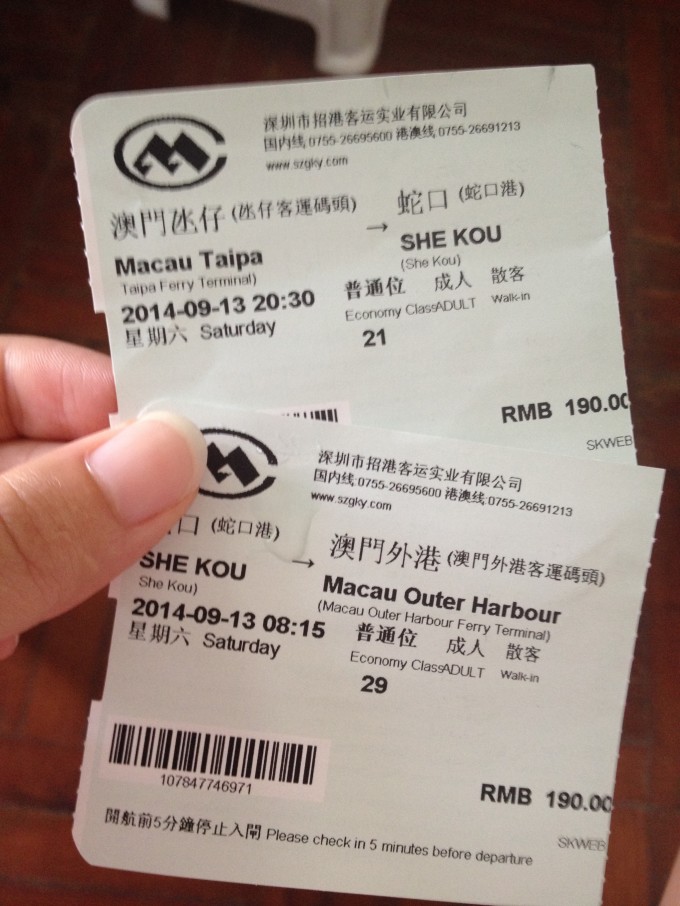 深圳市招港客运实业有限公司
国内线,0755-26695600 港澳线,0755-26691213
www.szgky.com
澳門氹仔 (氹仔客運碼頭) → 蛇口 (蛇口港)
Macau Taipa SHE KOU
Taipa Ferry Terminal) (She Kou)
2014-09-13 20:30 普通位 成人 散客
星期六 Saturday Economy Class ADULT Walk-in
21
RMB 190.00
SKWEB
深圳市招港客运实业有限公司
国内线,0755-26695600 港澳线,0755-26691213
www.szgky.com
口 (蛇口港) → 澳門外港 (澳門外港客運碼頭)
SHE KOU Macau Outer Harbour
She Kou) (Macau Outer Harbour Ferry Terminal)
2014-09-13 08:15 普通位 成人 散客
星期六 Saturday Economy Class ADULT Walk-in
29
107847746971
RMB 190.00
SKWEB
開航前5分鐘停止入閘 Please check in 5 minutes before departure